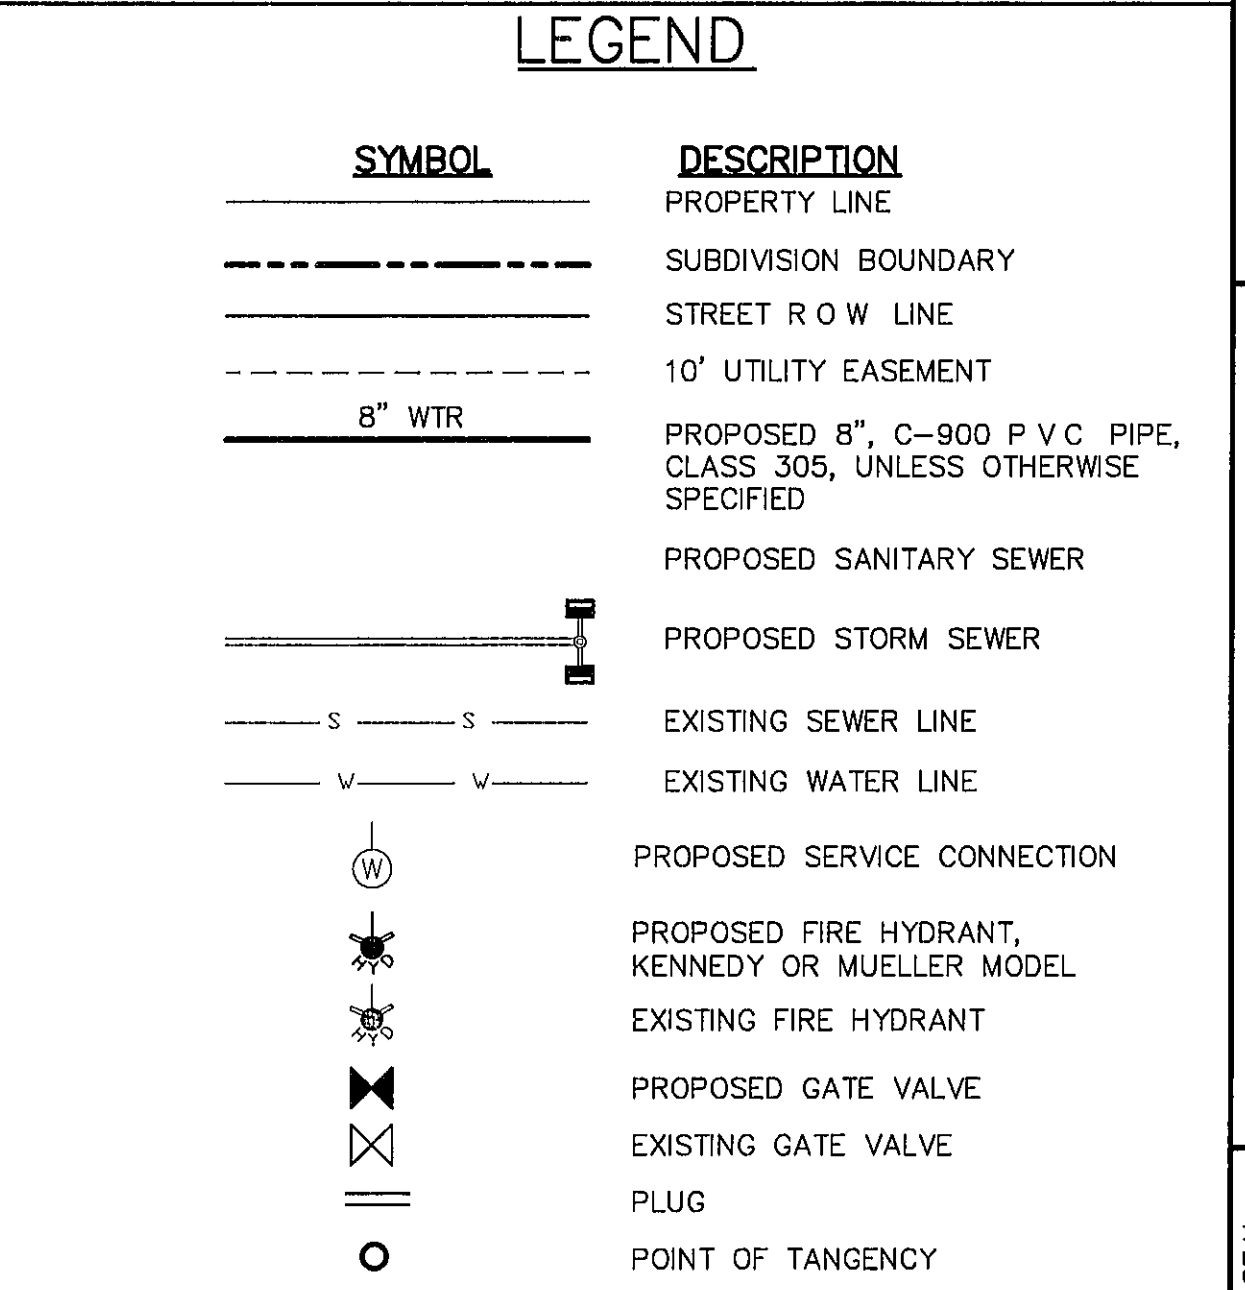 LEGEND
SYMBOL DESCRIPTION
PROPERTY LINE
SUBDIVISION BOUNDARY
STREET R O W LINE
10' UTILITY EASEMENT
8" WTR
PROPOSED 8", C-900 P V C PIPE,
CLASS 305, UNLESS OTHERWISE
SPECIFIED
PROPOSED SANITARY SEWER
PROPOSED STORM SEWER
S S EXISTING SEWER LINE
W W EXISTING WATER LINE
W PROPOSED SERVICE CONNECTION
PROPOSED FIRE HYDRANT,
HYD KENNEDY OR MUELLER MODEL
HYD EXISTING FIRE HYDRANT
PROPOSED GATE VALVE
EXISTING GATE VALVE
PLUG
POINT OF TANGENCY